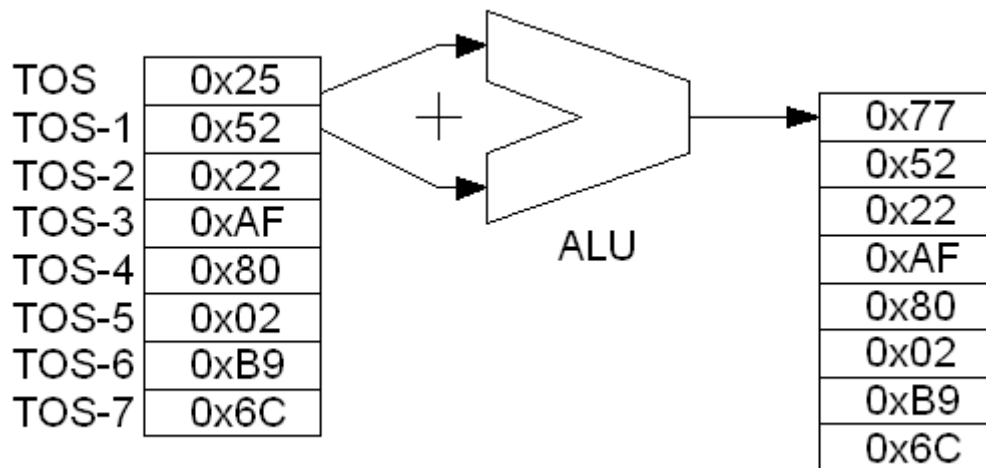 TOS 0x25
TOS-1 0x52
TOS-2 0x22
TOS-3 0xAF
TOS-4 0x80
TOS-5 0x02
TOS-6 0xB9
TOS-7 0x6C
+
ALU
0x77
0x52
0x22
0xAF
0x80
0x02
0xB9
0x6C